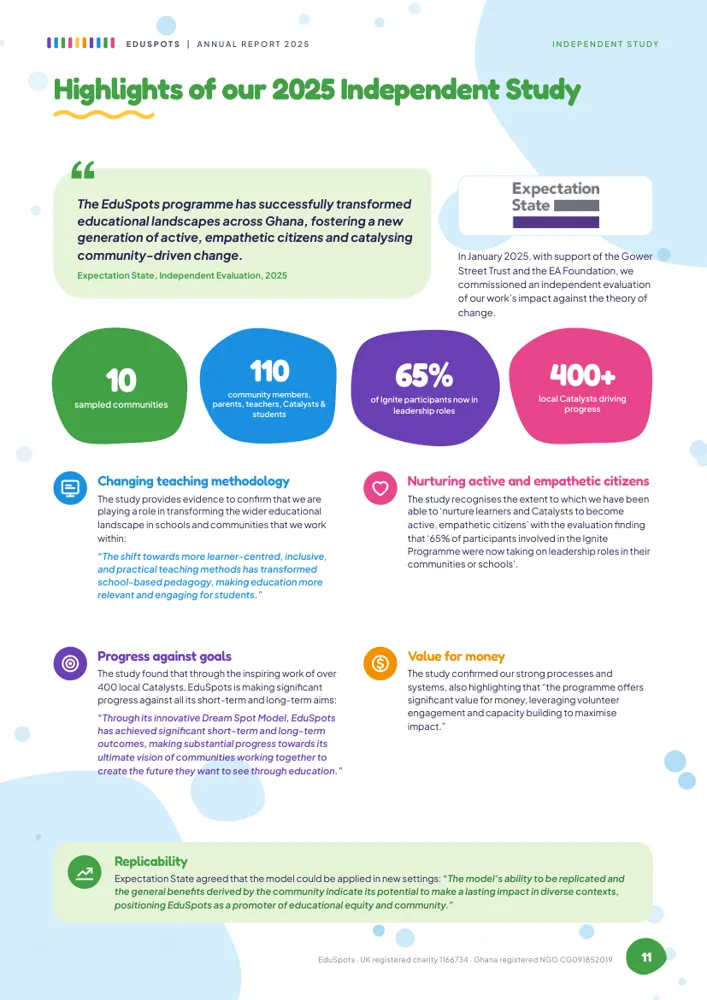 EDUSPOTS | ANNUAL REPORT 2025
INDEPENDENT STUDY
Highlights of our 2025 Independent Study
“
The EduSpots programme has successfully transformed
educational landscapes across Ghana, fostering a new
generation of active, empathetic citizens and catalysing
community-driven change.
Expectation State, Independent Evaluation, 2025
Expectation
State
In January 2025, with support of the Gower
Street Trust and the EA Foundation, we
commissioned an independent evaluation
of our work's impact against the theory of
change.
10
sampled communities
110
community members,
parents, teachers, Catalysts &
students
65%
of Ignite participants now in
leadership roles
400+
local Catalysts driving
progress
Changing teaching methodology
The study provides evidence to confirm that we are
playing a role in transforming the wider educational
landscape in schools and communities that we work
within:
“The shift towards more learner-centred, inclusive,
and practical teaching methods has transformed
school-based pedagogy, making education more
relevant and engaging for students.”
Nurturing active and empathetic citizens
The study recognises the extent to which we have been
able to ‘nurture learners and Catalysts to become
active, empathetic citizens’ with the evaluation finding
that ‘65% of participants involved in the Ignite
Programme were now taking on leadership roles in their
communities or schools’.
Progress against goals
The study found that through the inspiring work of over
400 local Catalysts, EduSpots is making significant
progress against all its short-term and long-term aims:
“Through its innovative Dream Spot Model, EduSpots
has achieved significant short-term and long-term
outcomes, making substantial progress towards its
ultimate vision of communities working together to
create the future they want to see through education.”
Value for money
The study confirmed our strong processes and
systems, also highlighting that “the programme offers
significant value for money, leveraging volunteer
engagement and capacity building to maximise
impact.”
Replicability
Expectation State agreed that the model could be applied in new settings: “The model's ability to be replicated and
the general benefits derived by the community indicate its potential to make a lasting impact in diverse contexts,
positioning EduSpots as a promoter of educational equity and community.”
EduSpots · UK registered charity 1166734 · Ghana registered NGO CG091852019
11